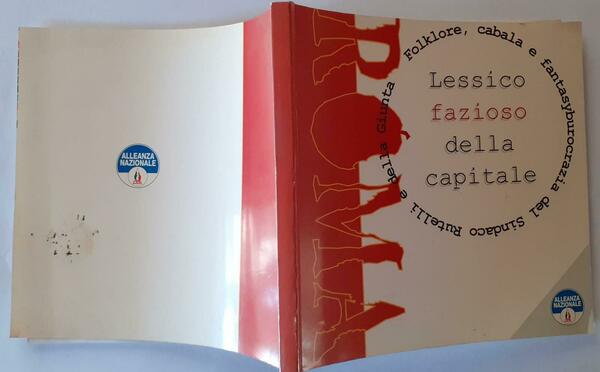 ALLEANZA
NAZIONALE
ROMA
Folklore, cabala e fantasyburocrazia del Sindaco Rutelli e della Giunta
Lessico
fazioso
della
capitale
ALLEANZA
NAZIONALE